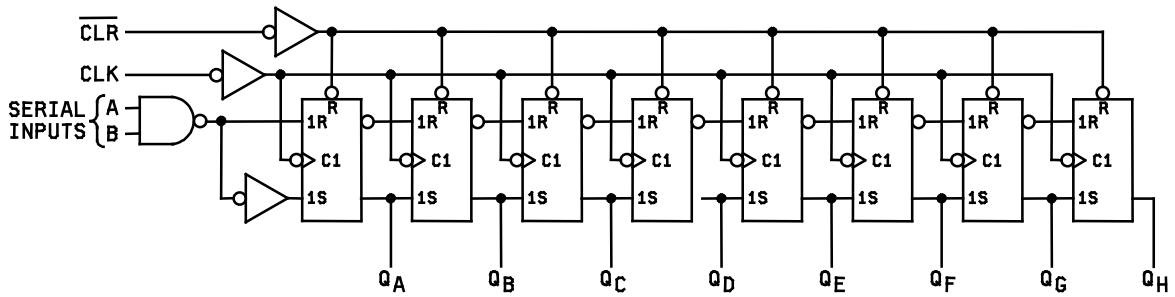 C̅L̅R̅
CLK
SERIAL
INPUTS
A
B
R R R R R R R R
1R 1R 1R 1R 1R 1R 1R 1R
C1 C1 C1 C1 C1 C1 C1 C1
1S 1S 1S 1S 1S 1S 1S 1S
QA QB QC QD QE QF QG QH